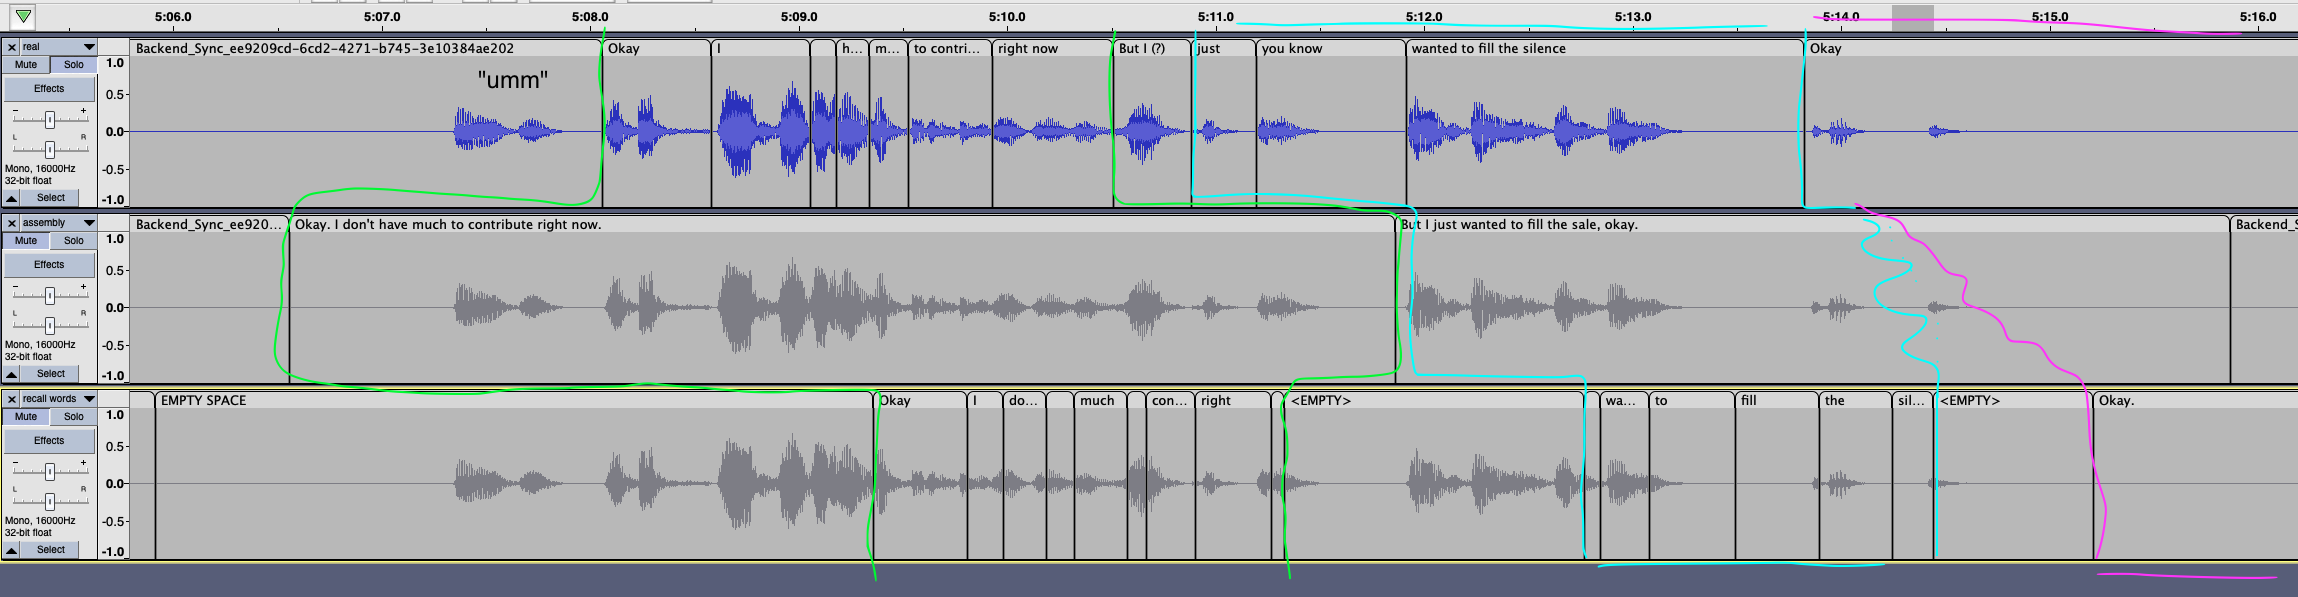 5:06.0 5:07.0 5:08.0 5:09.0 5:10.0 5:11.0 5:12.0 5:13.0 5:14.0 5:15.0 5:16.0
× real
Mute Solo
Effects
- +
L R
Mono, 16000Hz
32-bit float
Select
1.0
0.5
0.0
-0.5
-1.0
Backend_Sync_ee9209cd-6cd2-4271-b745-3e10384ae202 Okay I h... m... to contri... right now But I (?) just you know wanted to fill the silence Okay
"umm"
× assembly
Mute Solo
Effects
- +
L R
Mono, 16000Hz
32-bit float
Select
1.0
0.5
0.0
-0.5
-1.0
Backend_Sync_ee920... Okay. I don't have much to contribute right now. But I just wanted to fill the sale, okay. Backend_S
× recall words
Mute Solo
Effects
- +
L R
Mono, 16000Hz
32-bit float
Select
1.0
0.5
0.0
-0.5
-1.0
EMPTY SPACE Okay I do... much con... right <EMPTY> wa... to fill the sil... <EMPTY> Okay.